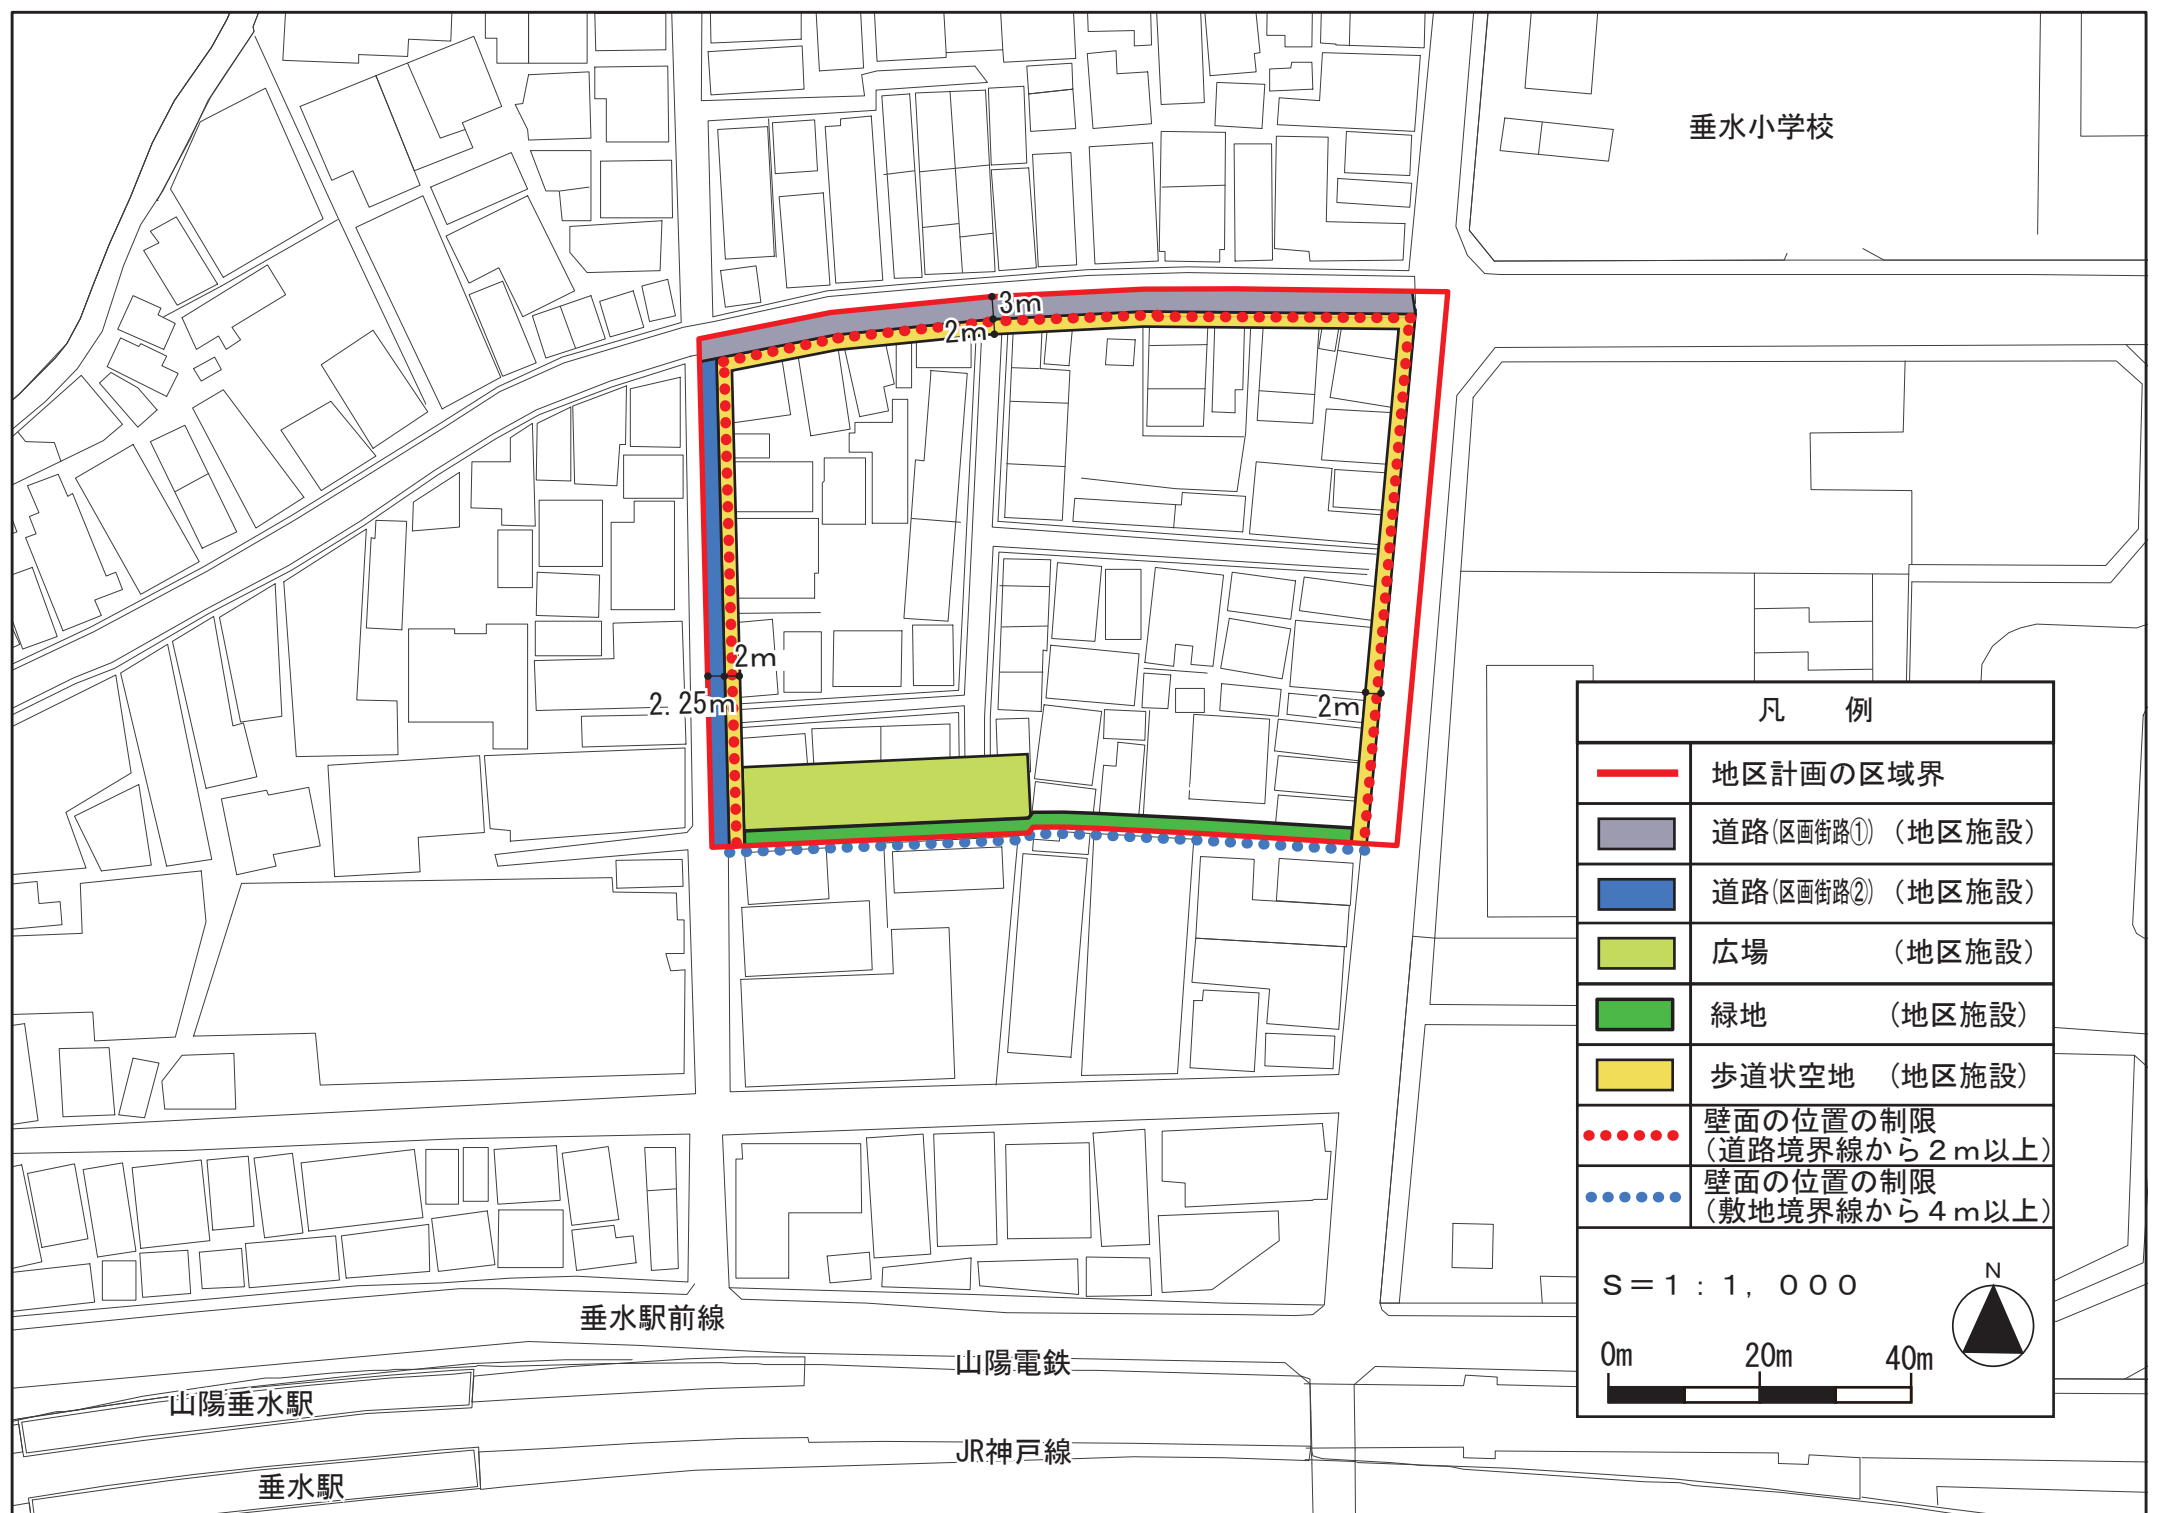 垂水小学校
3m
2m
2m
2.25m
2m
凡 例
地区計画の区域界
道路(区画街路①)(地区施設)
道路(区画街路②)(地区施設)
広場 (地区施設)
緑地 (地区施設)
歩道状空地 (地区施設)
壁面の位置の制限
(道路境界線から2m以上)
壁面の位置の制限
(敷地境界線から4m以上)
S=1:1,000
N
0m 20m 40m
垂水駅前線
山陽電鉄
山陽垂水駅
JR神戸線
垂水駅